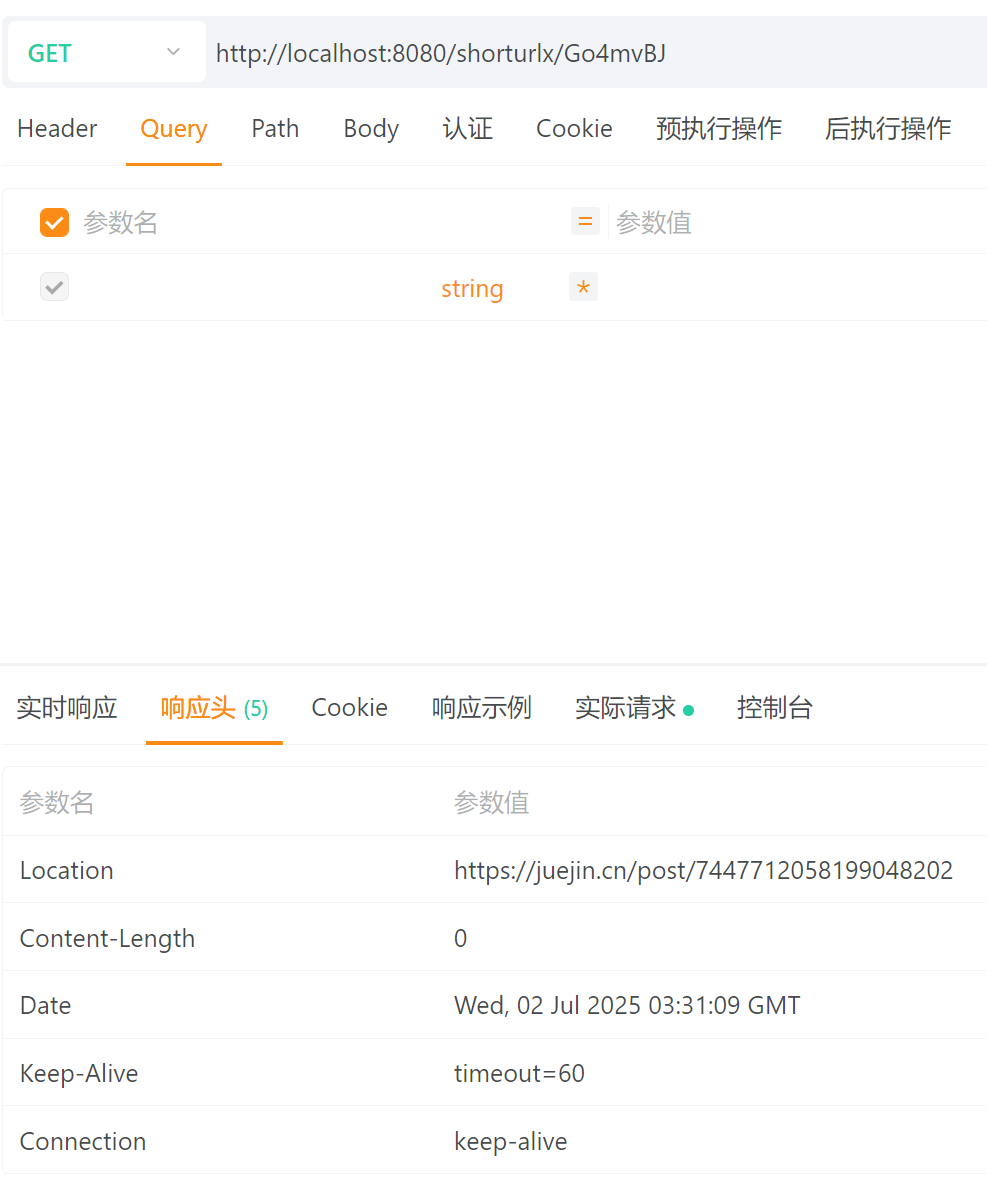 GET http://localhost:8080/shorturlx/Go4mvBJ
Header Query Path Body 认证 Cookie 预执行操作 后执行操作
参数名 = 参数值
string *
实时响应 响应头 (5) Cookie 响应示例 实际请求 控制台
参数名 参数值
Location https://juejin.cn/post/7447712058199048202
Content-Length 0
Date Wed, 02 Jul 2025 03:31:09 GMT
Keep-Alive timeout=60
Connection keep-alive